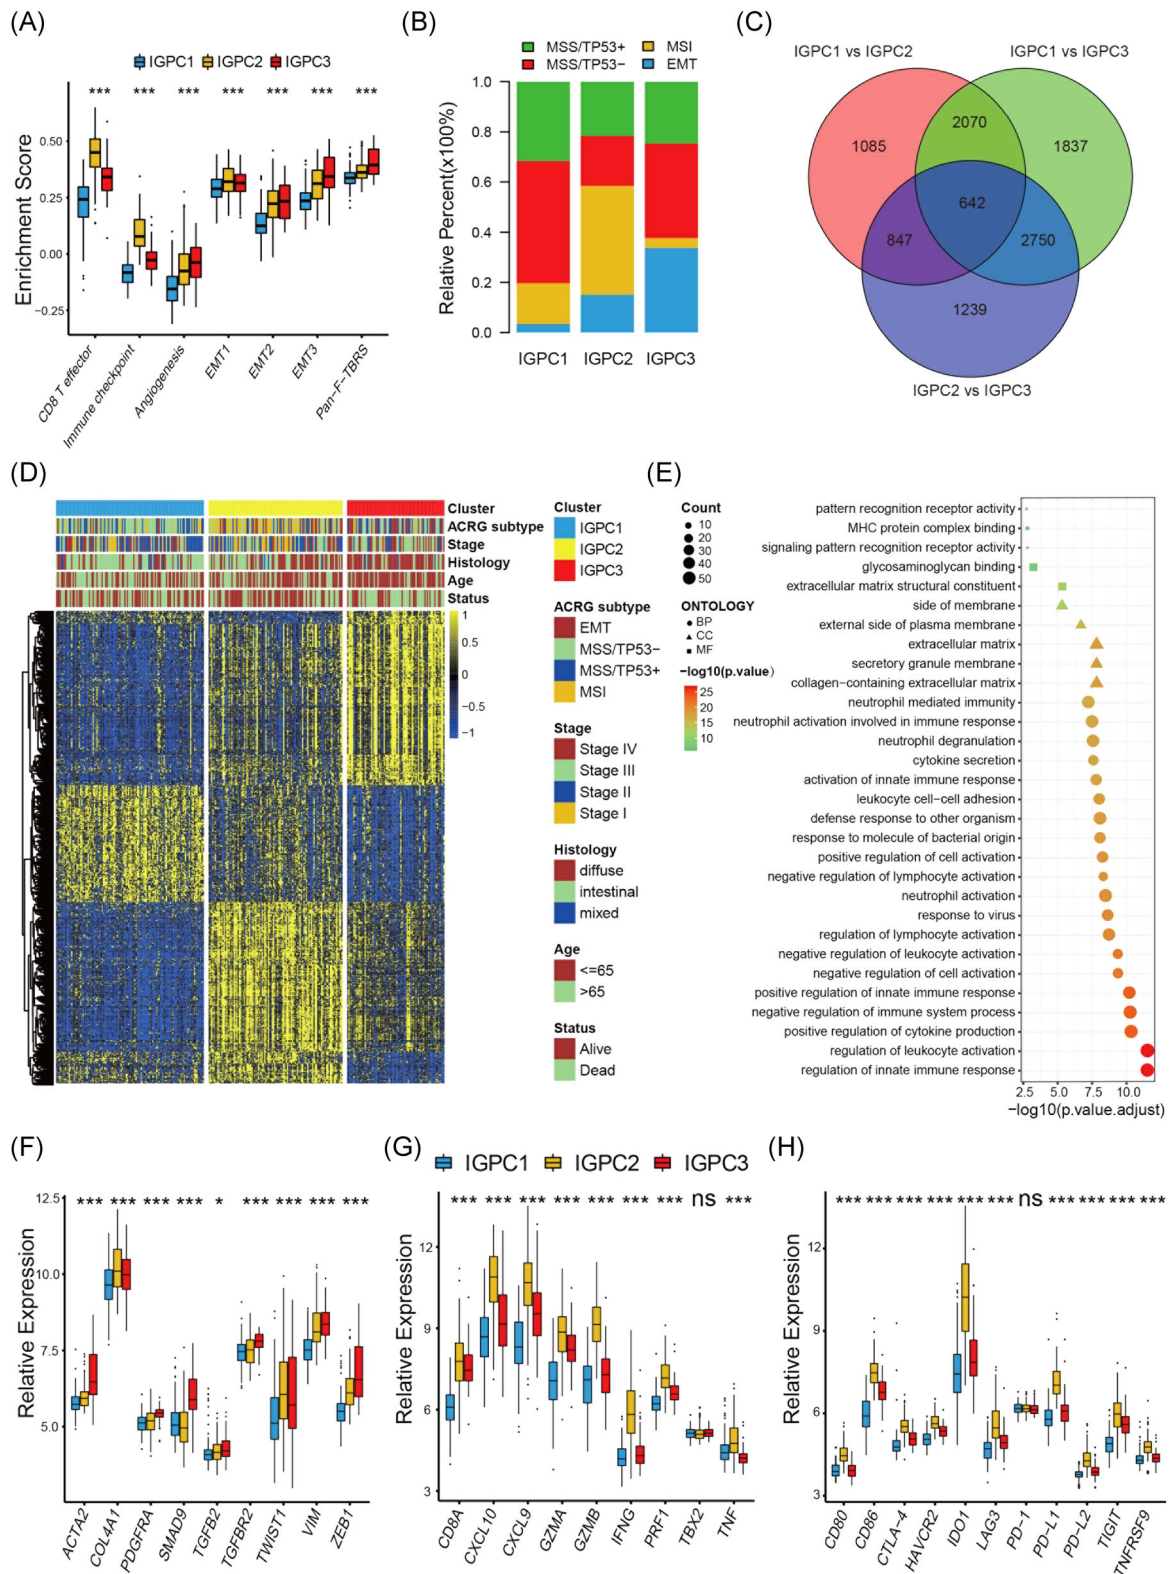 (A)
IGPC1 IGPC2 IGPC3
*** *** *** *** *** *** ***
Enrichment Score
0.50
0.25
0.00
−0.25
CD8 T effector
Immune checkpoint
Angiogenesis
EMT1
EMT2
EMT3
Pan−F−TBRS
(B)
MSS/TP53+ MSI
MSS/TP53− EMT
Relative Percent(x100%)
1.0
0.8
0.6
0.4
0.2
0.0
IGPC1 IGPC2 IGPC3
(C)
IGPC1 vs IGPC2 IGPC1 vs IGPC3
1085 2070 1837
642
847 2750
1239
IGPC2 vs IGPC3
(D)
Cluster
ACRG subtype
Stage
Histology
Age
Status
1
0.5
0
−0.5
−1
Cluster
IGPC1
IGPC2
IGPC3
ACRG subtype
EMT
MSS/TP53−
MSS/TP53+
MSI
Stage
Stage IV
Stage III
Stage II
Stage I
Histology
diffuse
intestinal
mixed
Age
<=65
>65
Status
Alive
Dead
(E)
Count
10
20
30
40
50
ONTOLOGY
BP
CC
MF
−log10(p.value)
25
20
15
10
pattern recognition receptor activity
MHC protein complex binding
signaling pattern recognition receptor activity
glycosaminoglycan binding
extracellular matrix structural constituent
side of membrane
external side of plasma membrane
extracellular matrix
secretory granule membrane
collagen-containing extracellular matrix
neutrophil mediated immunity
neutrophil activation involved in immune response
neutrophil degranulation
cytokine secretion
activation of innate immune response
leukocyte cell-cell adhesion
defense response to other organism
response to molecule of bacterial origin
positive regulation of cell activation
negative regulation of lymphocyte activation
neutrophil activation
response to virus
regulation of lymphocyte activation
negative regulation of leukocyte activation
negative regulation of cell activation
positive regulation of innate immune response
negative regulation of immune system process
positive regulation of cytokine production
regulation of leukocyte activation
regulation of innate immune response
2.5 5.0 7.5 10.0
−log10(p.value.adjust)
(F)
*** *** *** *** * *** *** *** ***
Relative Expression
12.5
10.0
7.5
5.0
ACTA2
COL4A1
PDGFRA
SMAD9
TGFB2
TGFBR2
TWIST1
VIM
ZEB1
(G)
IGPC1 IGPC2 IGPC3
*** *** *** *** *** *** *** ns ***
Relative Expression
12
9
6
3
CD8A
CXCL10
CXCL9
GZMA
GZMB
IFNG
PRF1
TBX2
TNF
(H)
*** *** *** *** *** *** ns *** *** *** ***
Relative Expression
12
9
6
3
CD80
CD86
CTLA-4
HAVCR2
IDO1
LAG3
PD-1
PD-L1
PD-L2
TIGIT
TNFRSF9